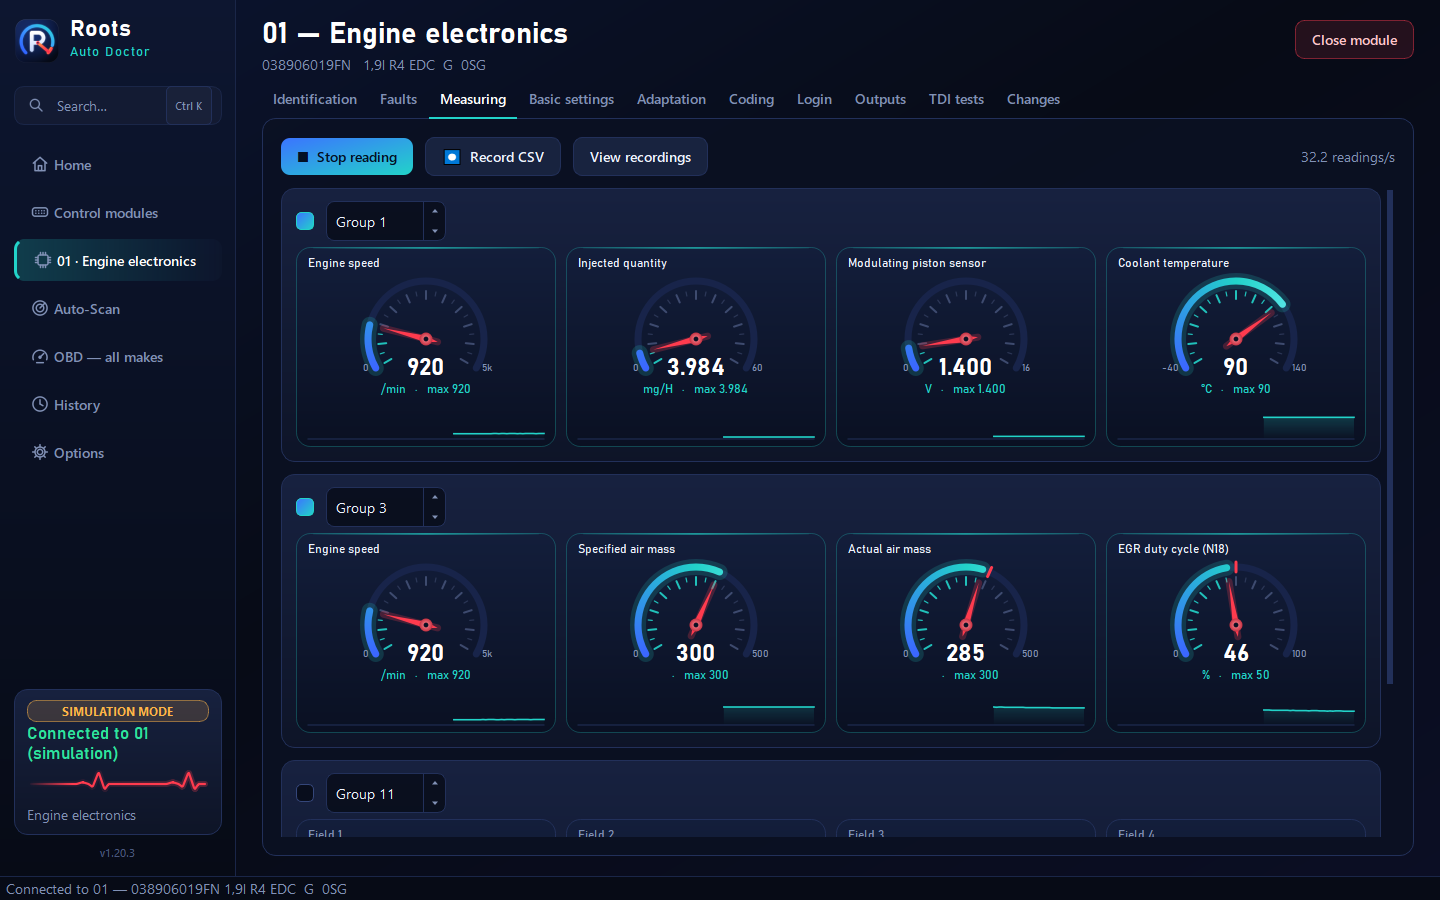 Roots
Auto Doctor
Search...
Ctrl K
Home
Control modules
01 · Engine electronics
Auto-Scan
OBD — all makes
History
Options
SIMULATION MODE
Connected to 01
(simulation)
Engine electronics
v1.20.3
01 — Engine electronics
038906019FN 1,9l R4 EDC G 0SG
Close module
Identification Faults Measuring Basic settings Adaptation Coding Login Outputs TDI tests Changes
Stop reading Record CSV View recordings 32.2 readings/s
Group 1
Engine speed
0 920 5k
/min · max 920
Injected quantity
0 3.984 60
mg/H · max 3.984
Modulating piston sensor
0 1.400 16
V · max 1.400
Coolant temperature
-40 90 140
°C · max 90
Group 3
Engine speed
0 920 5k
/min · max 920
Specified air mass
0 300 500
· max 300
Actual air mass
0 285 500
· max 300
EGR duty cycle (N18)
0 46 100
% · max 50
Group 11
Field 1 Field 2 Field 3 Field 4
Connected to 01 — 038906019FN 1,9l R4 EDC G 0SG